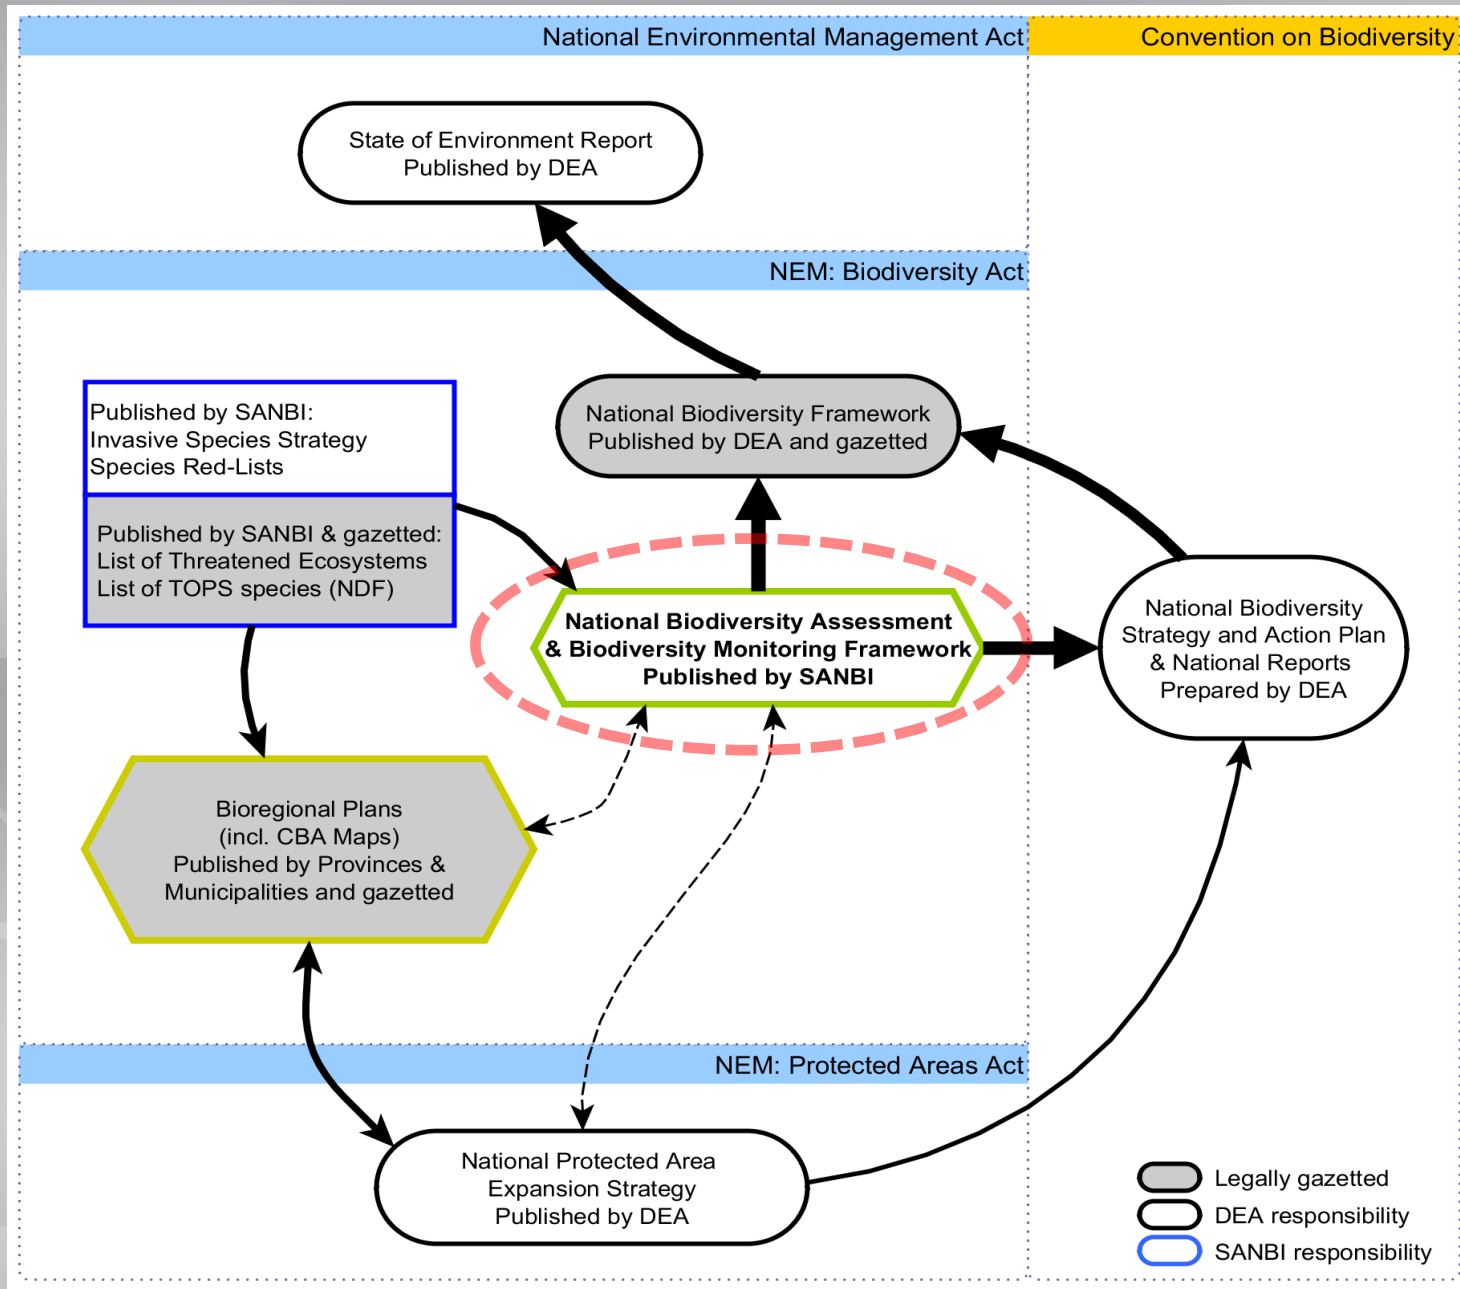 National Environmental Management Act
Convention on Biodiversity
State of Environment Report
Published by DEA
NEM: Biodiversity Act
Published by SANBI:
Invasive Species Strategy
Species Red-Lists
Published by SANBI & gazetted:
List of Threatened Ecosystems
List of TOPS species (NDF)
National Biodiversity Framework
Published by DEA and gazetted
National Biodiversity Assessment
& Biodiversity Monitoring Framework
Published by SANBI
National Biodiversity
Strategy and Action Plan
& National Reports
Prepared by DEA
Bioregional Plans
(incl. CBA Maps)
Published by Provinces &
Municipalities and gazetted
NEM: Protected Areas Act
National Protected Area
Expansion Strategy
Published by DEA
Legally gazetted
DEA responsibility
SANBI responsibility